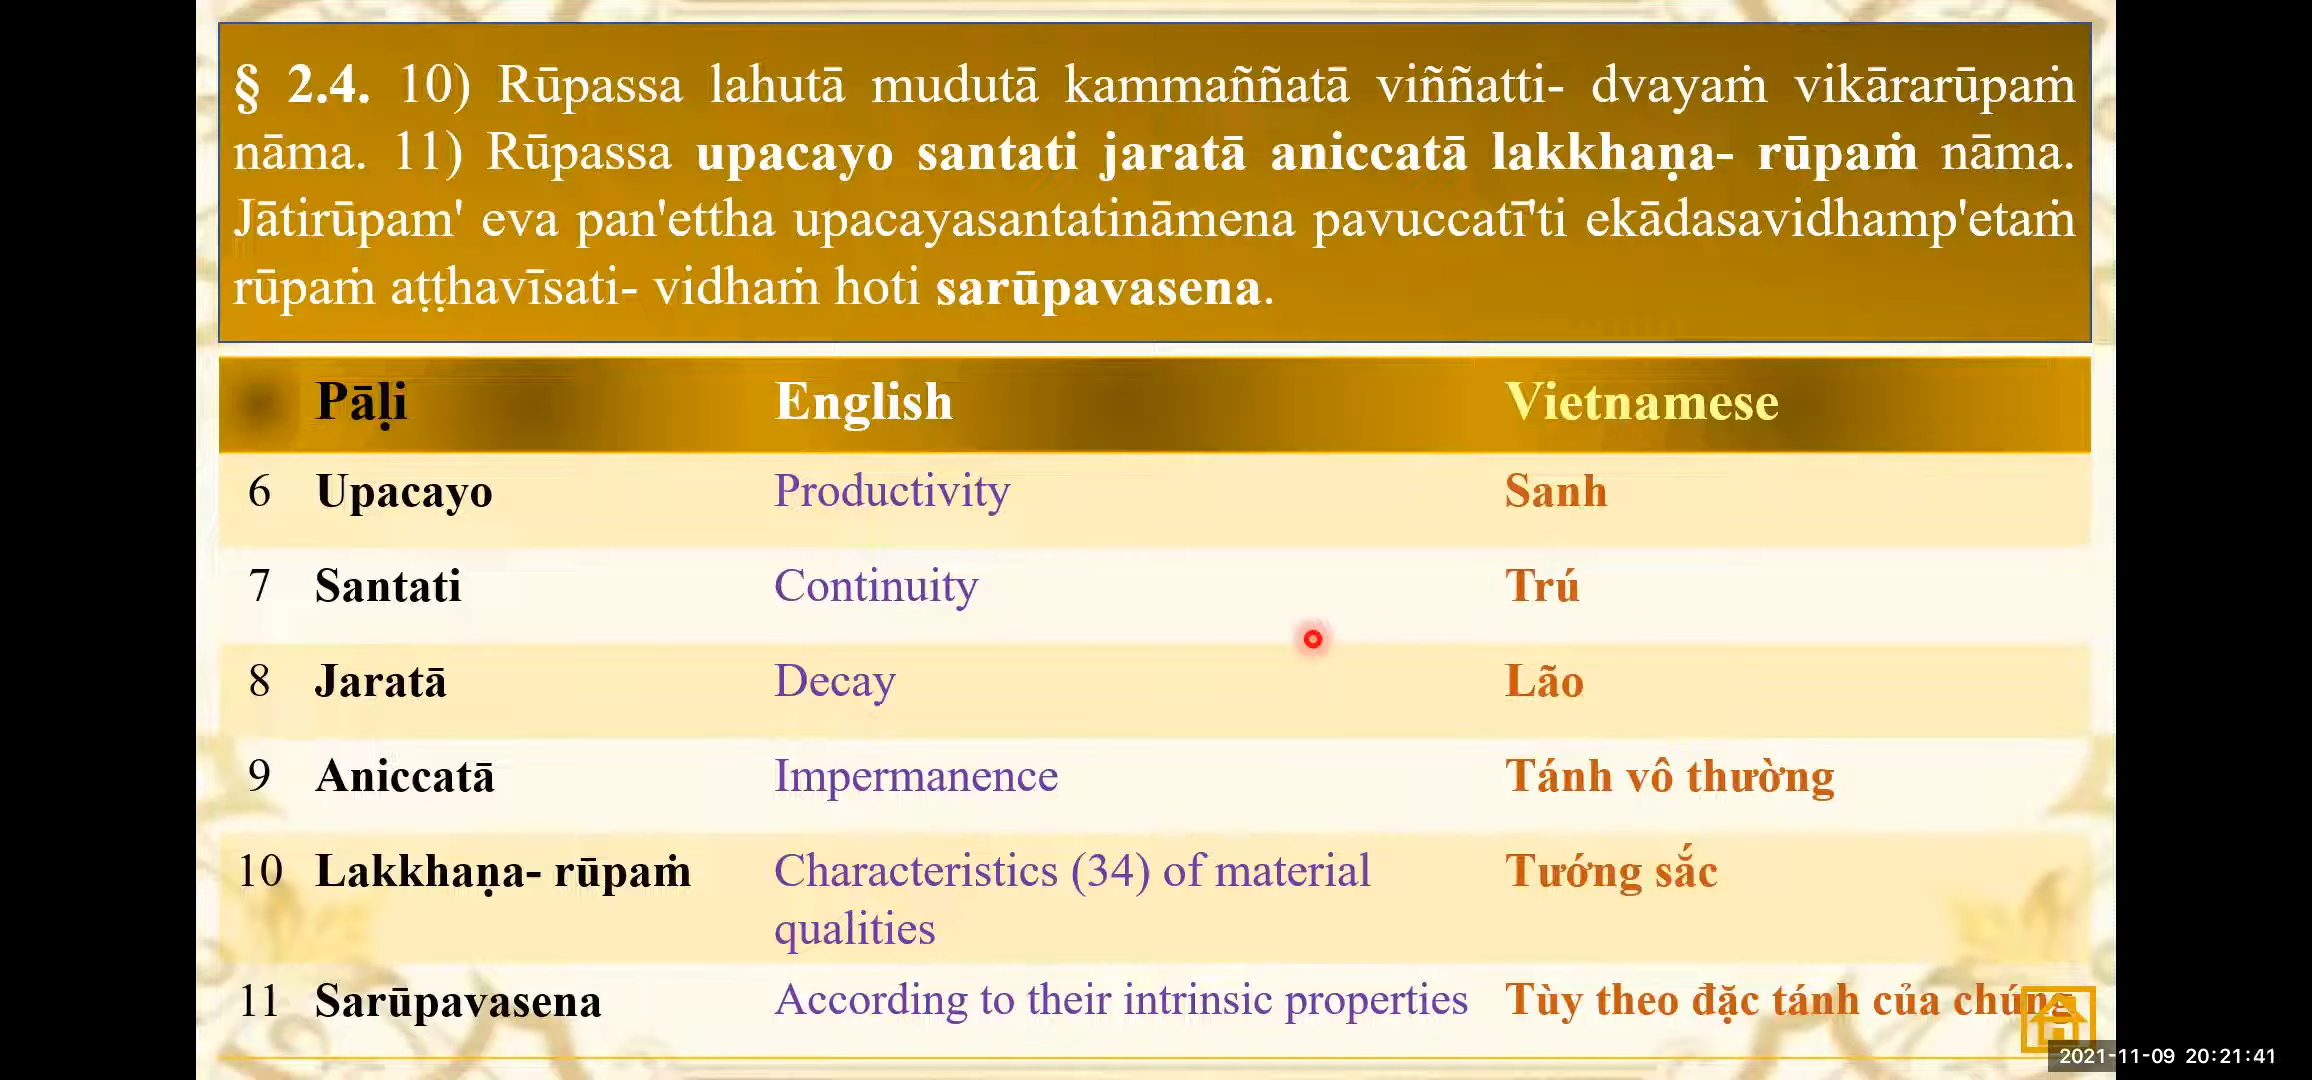 § 2.4. 10) Rūpassa lahutā mudutā kammaññatā viññatti- dvayaṁ vikārarūpaṁ
nāma. 11) Rūpassa upacayo santati jaratā aniccatā lakkhaṇa- rūpaṁ nāma.
Jātirūpam' eva pan'ettha upacayasantatināmena pavuccatī'ti ekādasavidhamp'etaṁ
rūpaṁ aṭṭhavīsati- vidhaṁ hoti sarūpavasena.
Pāḷi English Vietnamese
6 Upacayo Productivity Sanh
7 Santati Continuity Trú
8 Jaratā Decay Lão
9 Aniccatā Impermanence Tánh vô thường
10 Lakkhaṇa- rūpaṁ Characteristics (34) of material Tướng sắc
qualities
11 Sarūpavasena According to their intrinsic properties Tùy theo đặc tánh của chúng
2021-11-09 20:21:41